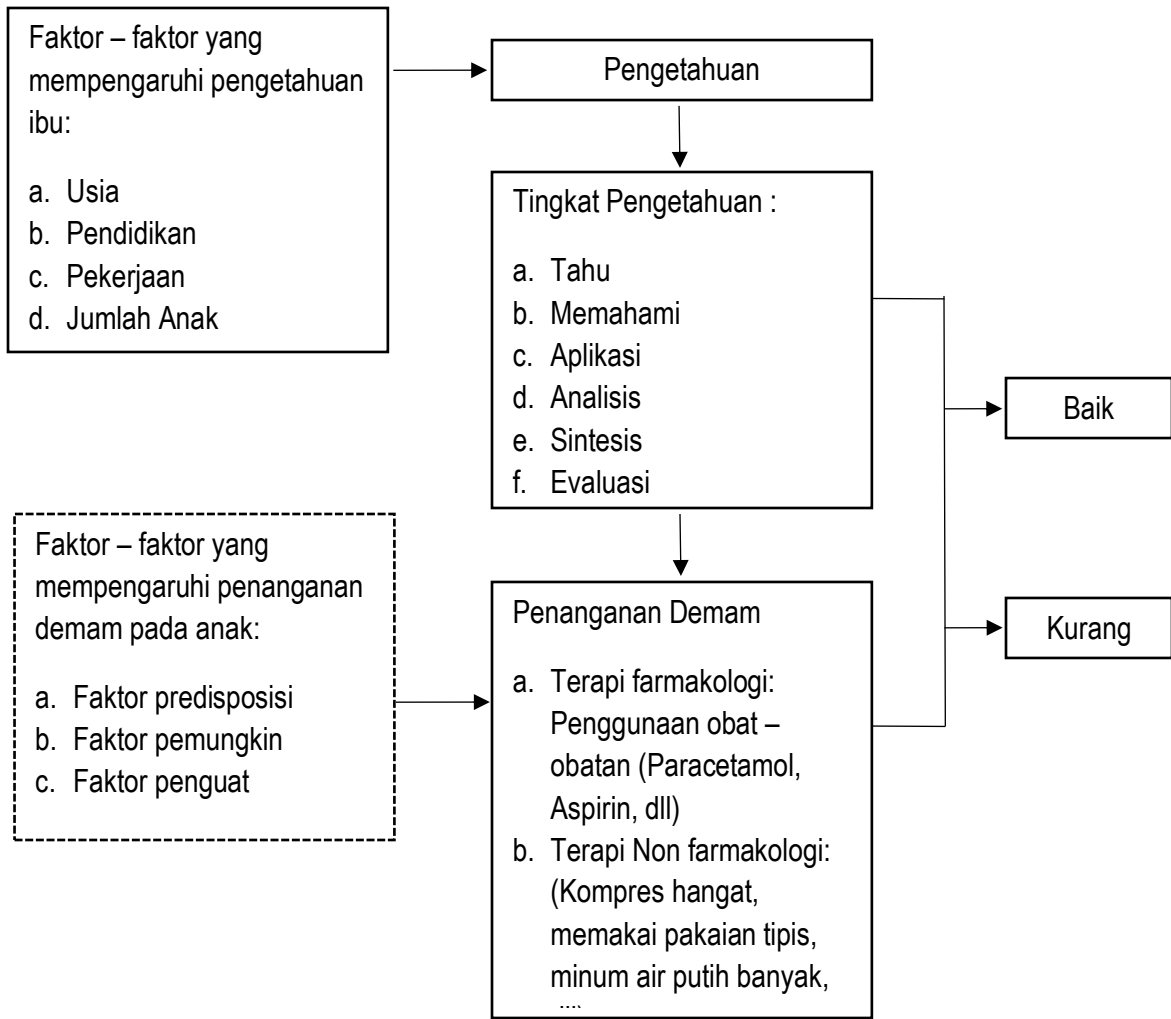 Faktor – faktor yang
mempengaruhi pengetahuan
ibu:
a. Usia
b. Pendidikan
c. Pekerjaan
d. Jumlah Anak
Pengetahuan
Tingkat Pengetahuan :
a. Tahu
b. Memahami
c. Aplikasi
d. Analisis
e. Sintesis
f. Evaluasi
Baik
Kurang
Faktor – faktor yang
mempengaruhi penanganan
demam pada anak:
a. Faktor predisposisi
b. Faktor pemungkin
c. Faktor penguat
Penanganan Demam
a. Terapi farmakologi:
Penggunaan obat –
obatan (Paracetamol,
Aspirin, dll)
b. Terapi Non farmakologi:
(Kompres hangat,
memakai pakaian tipis,
minum air putih banyak,